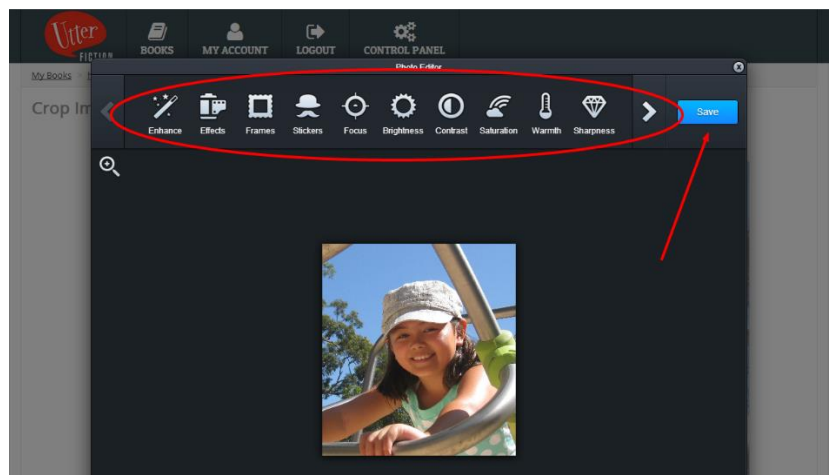 Utter
FICTION
BOOKS
MY ACCOUNT
LOGOUT
CONTROL PANEL
My Books
Photo Editor
Crop Im
Enhance
Effects
Frames
Stickers
Focus
Brightness
Contrast
Saturation
Warmth
Sharpness
Save